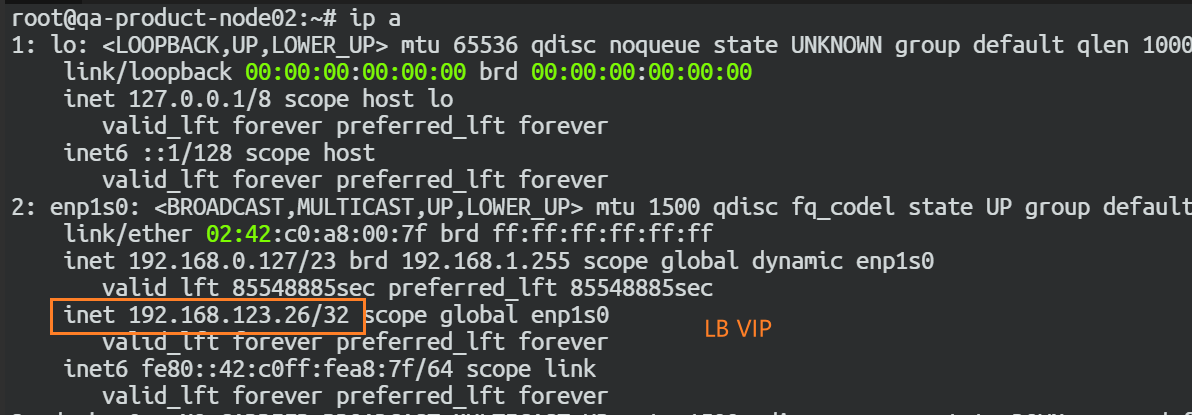 root@qa-product-node02:~# ip a
1: lo: <LOOPBACK,UP,LOWER_UP> mtu 65536 qdisc noqueue state UNKNOWN group default qlen 1000
link/loopback 00:00:00:00:00:00 brd 00:00:00:00:00:00
inet 127.0.0.1/8 scope host lo
valid_lft forever preferred_lft forever
inet6 ::1/128 scope host
valid_lft forever preferred_lft forever
2: enp1s0: <BROADCAST,MULTICAST,UP,LOWER_UP> mtu 1500 qdisc fq_codel state UP group default
link/ether 02:42:c0:a8:00:7f brd ff:ff:ff:ff:ff:ff
inet 192.168.0.127/23 brd 192.168.1.255 scope global dynamic enp1s0
valid_lft 85548885sec preferred_lft 85548885sec
inet 192.168.123.26/32 scope global enp1s0
LB VIP
valid_lft forever preferred_lft forever
inet6 fe80::42:c0ff:fea8:7f/64 scope link
valid_lft forever preferred_lft forever